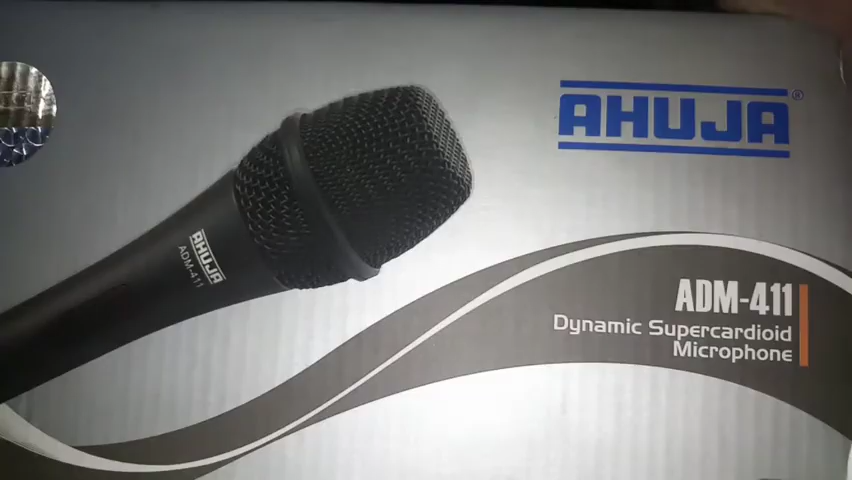 AHUJA®
AHUJA
ADM-411
ADM-411
Dynamic Supercardioid
Microphone